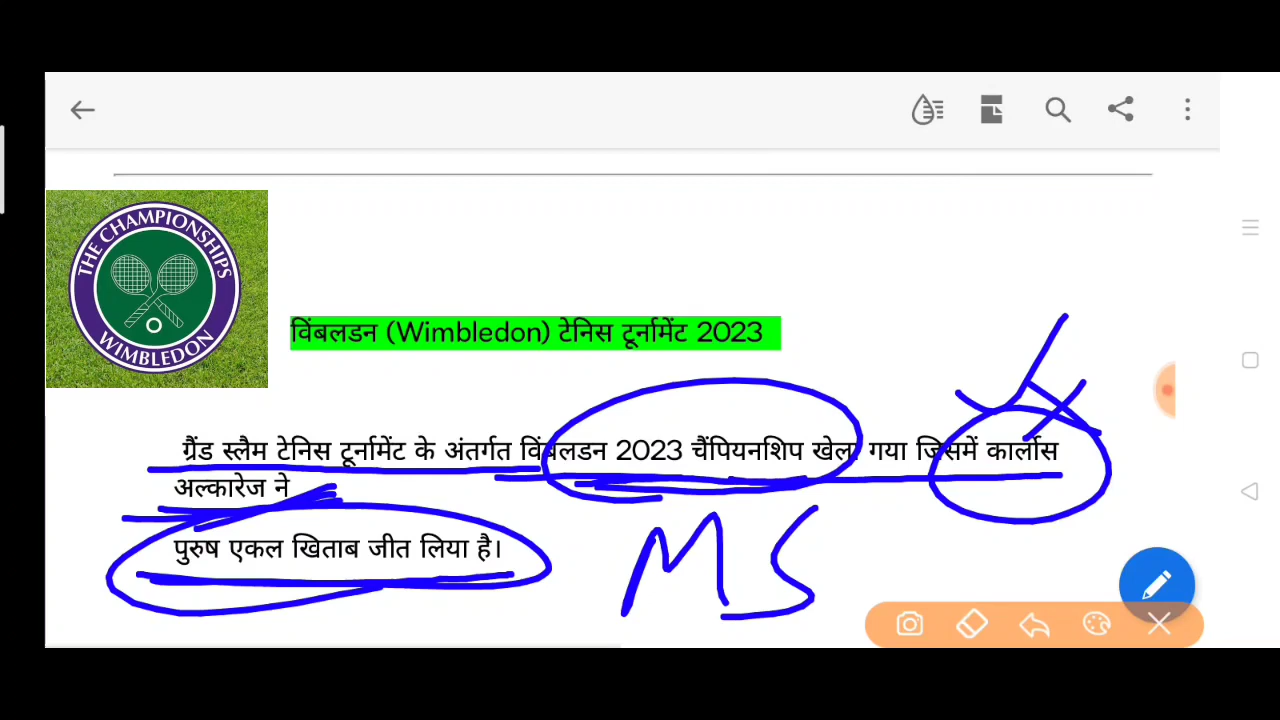 THE CHAMPIONSHIPS
WIMBLEDON
विंबलडन (Wimbledon) टेनिस टूर्नामेंट 2023
ग्रैंड स्लैम टेनिस टूर्नामेंट के अंतर्गत विंबलडन 2023 चैंपियनशिप खेला गया जिसमें कार्लोस
अल्कारेज ने
पुरुष एकल खिताब जीत लिया है।
MS